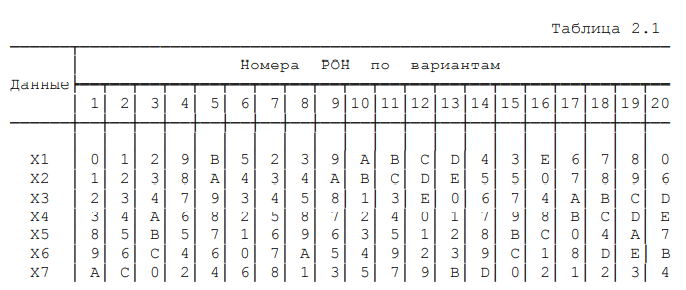 Таблица 2.1
Номера РОН по вариантам
Данные
1 2 3 4 5 6 7 8 9 10 11 12 13 14 15 16 17 18 19 20
X1 0 1 2 9 B 5 2 3 9 A B C D 4 3 E 6 7 8 0
X2 1 2 3 8 A 4 3 4 A B C D E 5 5 0 7 8 9 6
X3 2 3 4 7 9 3 4 5 8 1 3 E 0 6 7 4 A B C D
X4 3 4 A 6 8 2 5 8 7 2 4 0 1 7 9 8 B C D E
X5 8 5 B 5 7 1 6 9 6 3 5 1 2 8 B C 0 4 A 7
X6 9 6 C 4 6 0 7 A 5 4 9 2 3 9 C 1 8 D E B
X7 A C 0 2 4 6 8 1 3 5 7 9 B D 0 2 1 2 3 4